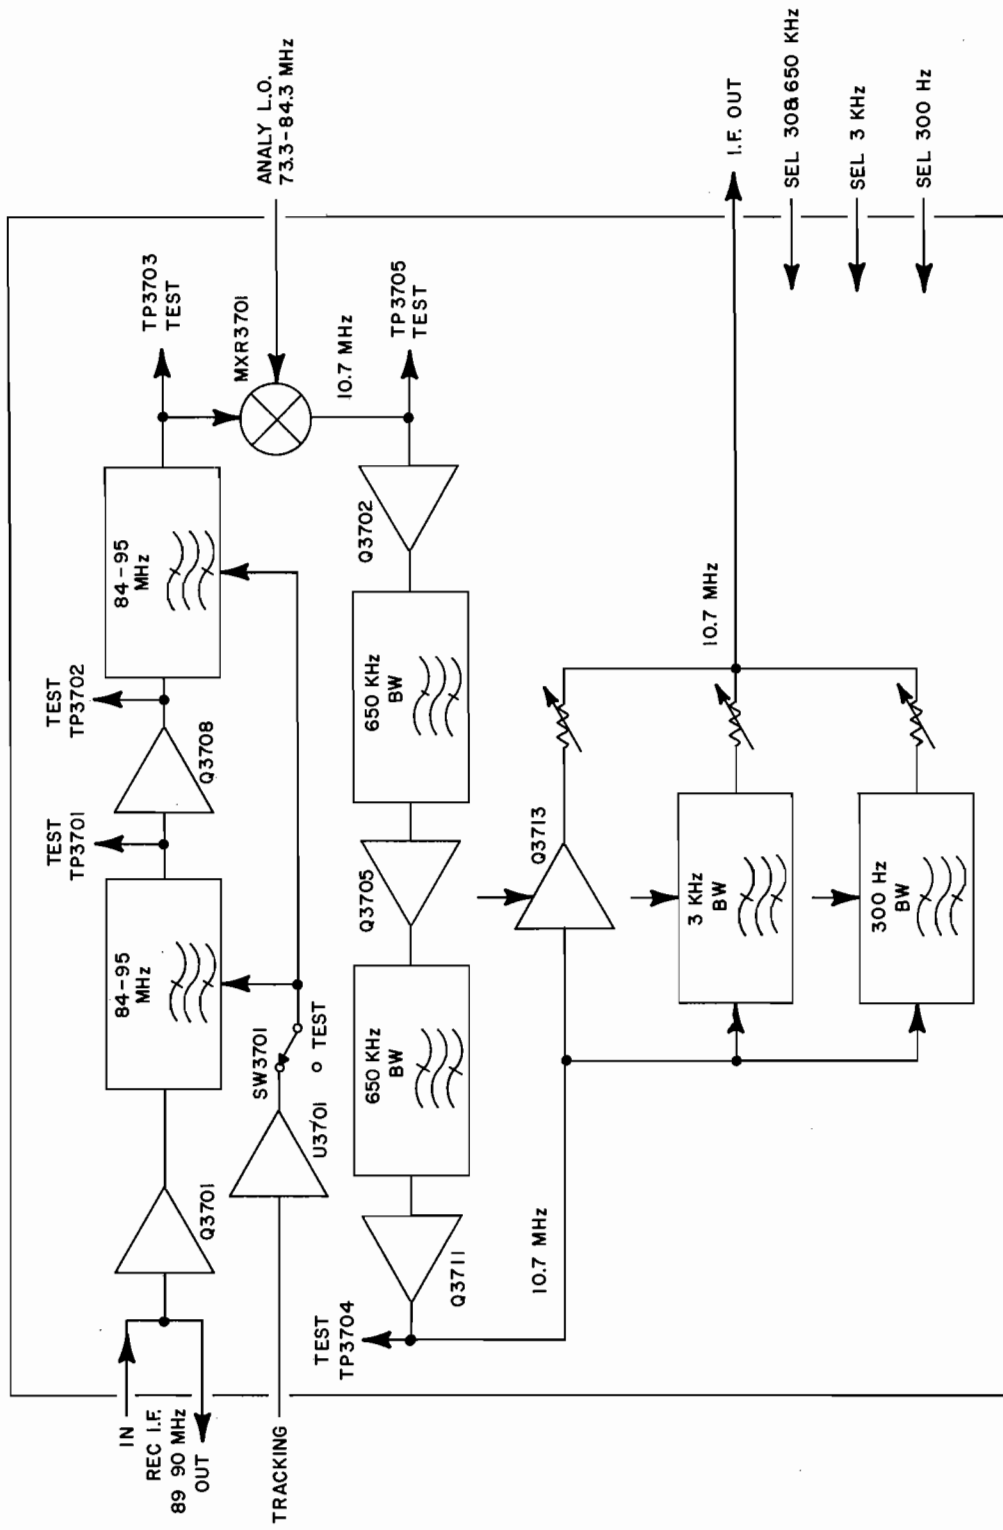 IN
REC I.F.
89 90 MHz
OUT
TRACKING
Q3701
84-95
MHz
TEST
TP3701
Q3708
TEST
TP3702
84-95
MHz
TP3703
TEST
SW3701
TEST
U3701
MXR3701
ANALY L.O.
73.3-84.3 MHz
10.7 MHz
TP3705
TEST
Q3702
650 KHz
BW
Q3705
650 KHz
BW
Q3711
TEST
TP3704
10.7 MHz
Q3713
3 KHz
BW
300 Hz
BW
10.7 MHz
I.F. OUT
SEL 30&650 KHz
SEL 3 KHz
SEL 300 Hz